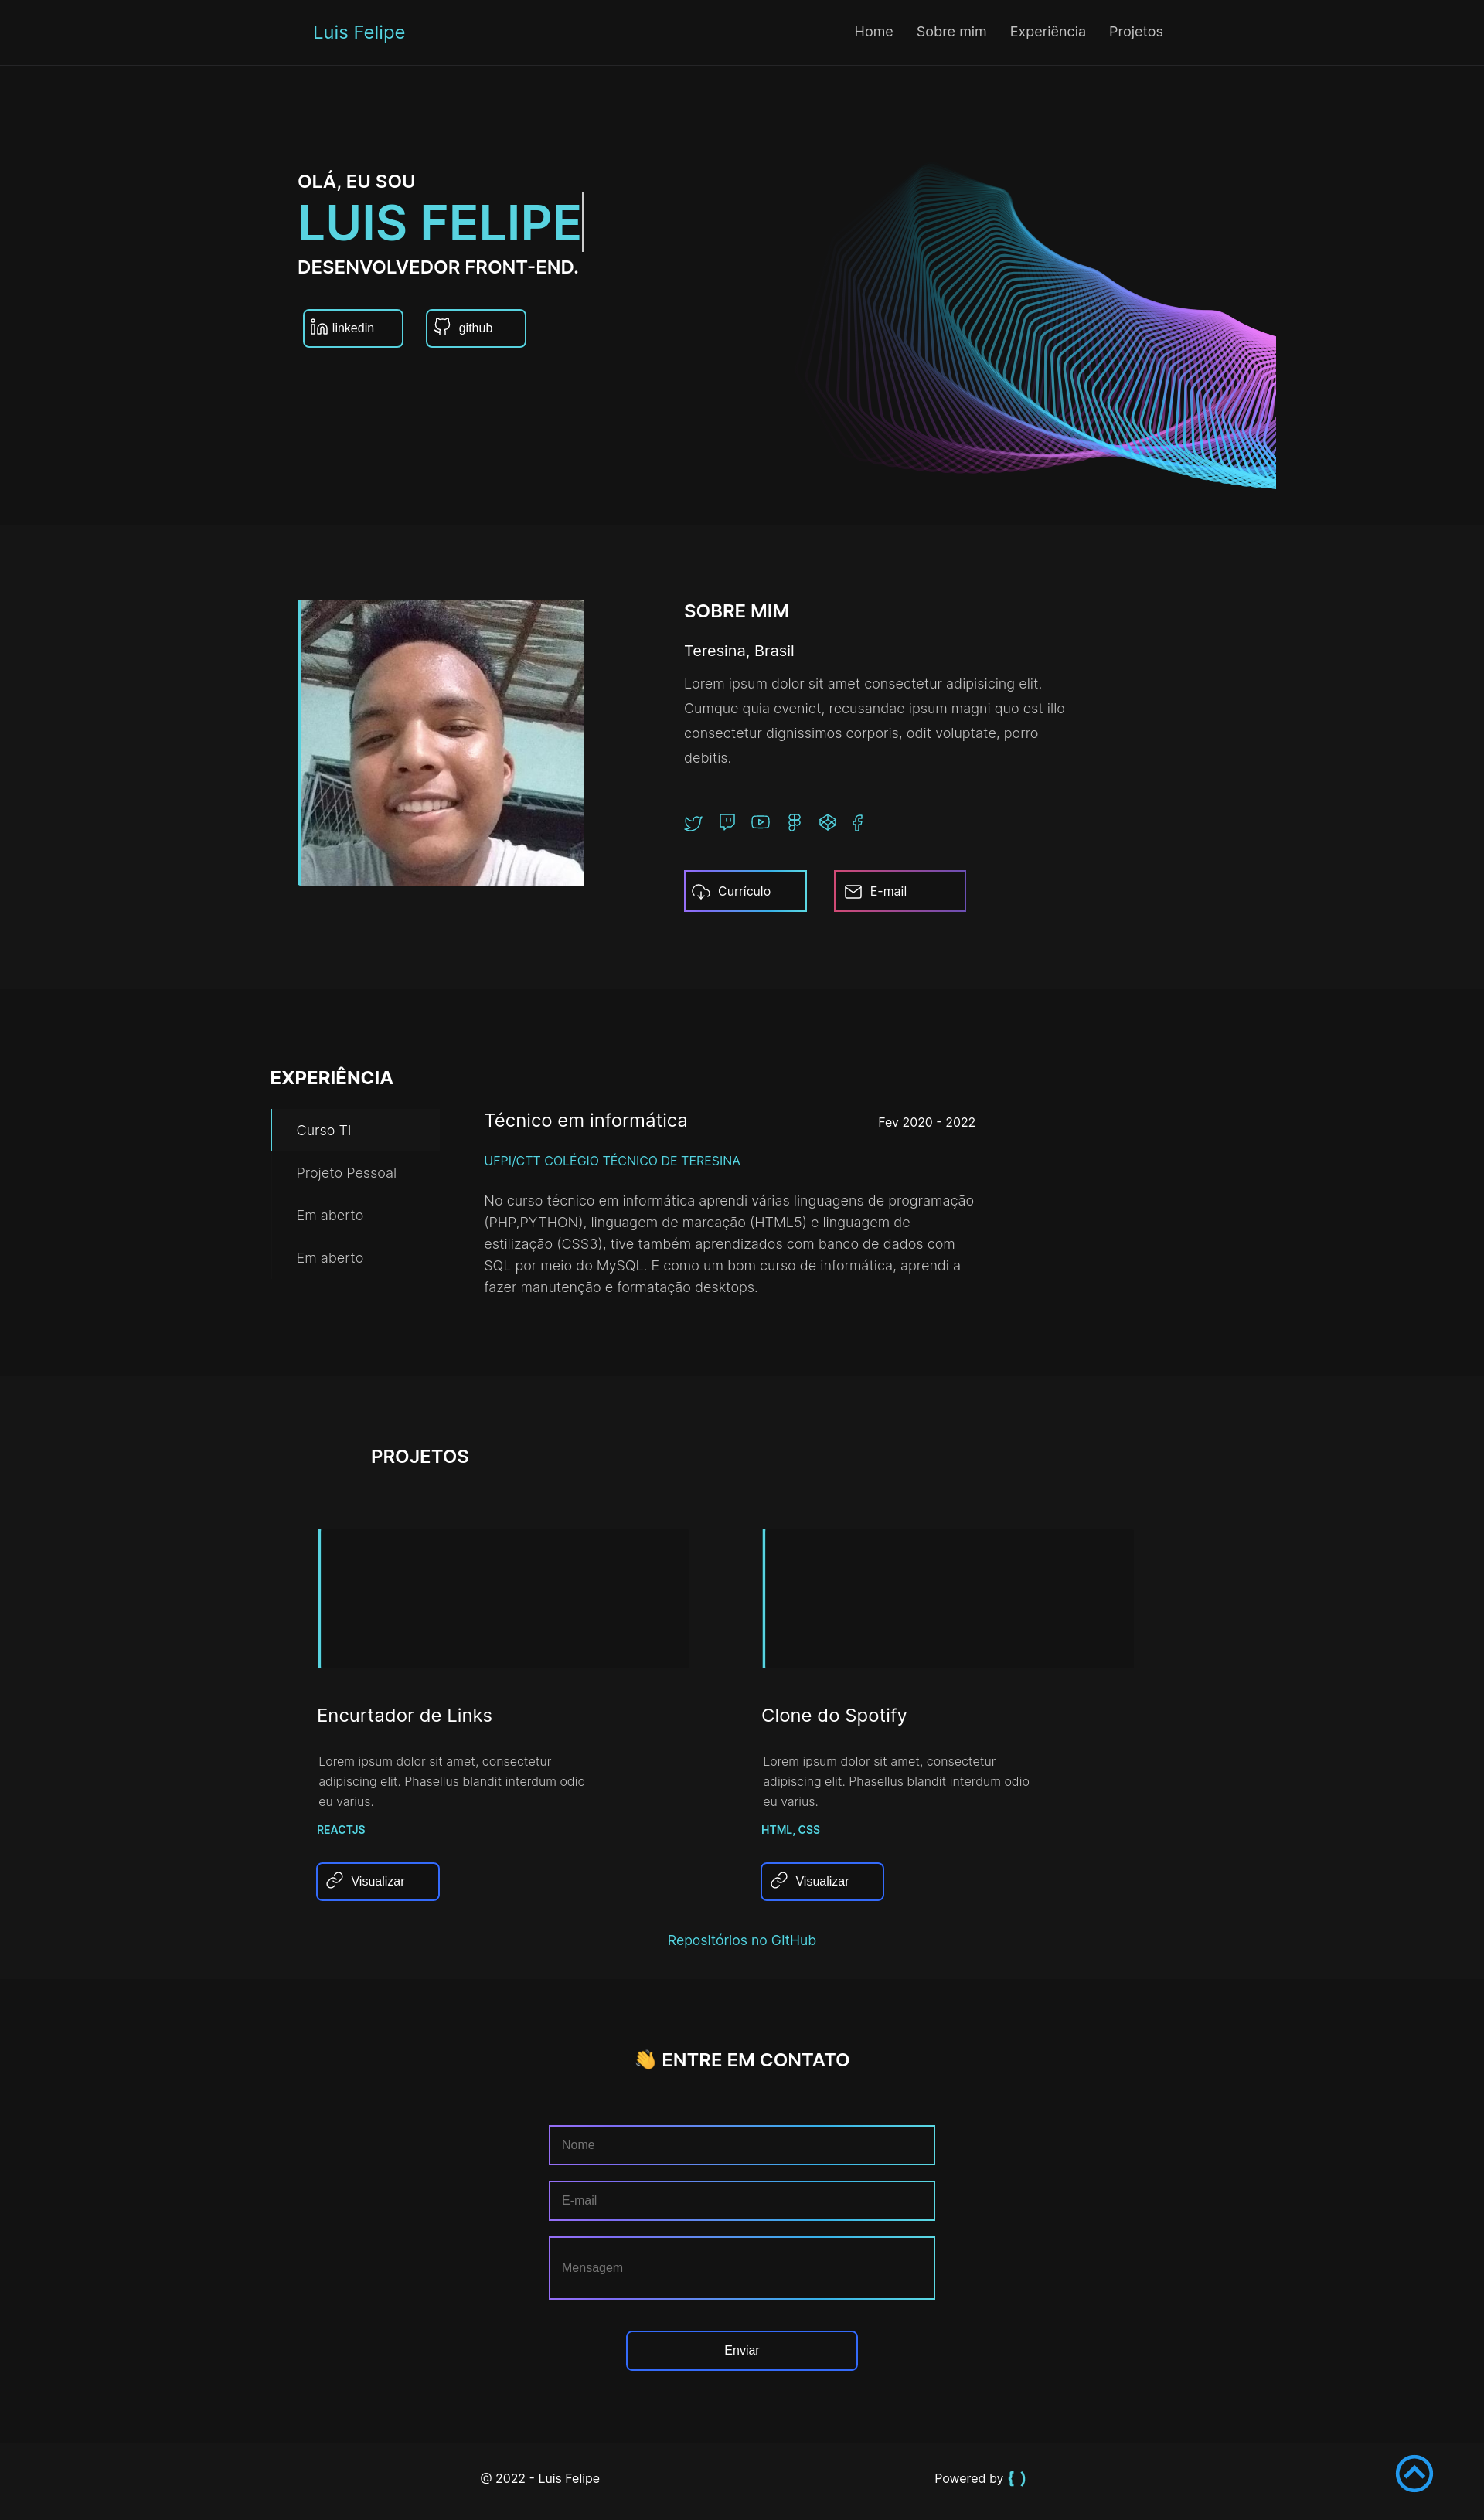 Luis Felipe
Home Sobre mim Experiência Projetos
OLÁ, EU SOU
LUIS FELIPE
DESENVOLVEDOR FRONT-END.
linkedin github
SOBRE MIM
Teresina, Brasil
Lorem ipsum dolor sit amet consectetur adipisicing elit.
Cumque quia eveniet, recusandae ipsum magni quo est illo
consectetur dignissimos corporis, odit voluptate, porro
debitis.
Currículo E-mail
EXPERIÊNCIA
Curso TI
Projeto Pessoal
Em aberto
Em aberto
Técnico em informática Fev 2020 - 2022
UFPI/CTT COLÉGIO TÉCNICO DE TERESINA
No curso técnico em informática aprendi várias linguagens de programação
(PHP,PYTHON), linguagem de marcação (HTML5) e linguagem de
estilização (CSS3), tive também aprendizados com banco de dados com
SQL por meio do MySQL. E como um bom curso de informática, aprendi a
fazer manutenção e formatação desktops.
PROJETOS
Encurtador de Links
Lorem ipsum dolor sit amet, consectetur
adipiscing elit. Phasellus blandit interdum odio
eu varius.
REACTJS
Visualizar
Clone do Spotify
Lorem ipsum dolor sit amet, consectetur
adipiscing elit. Phasellus blandit interdum odio
eu varius.
HTML, CSS
Visualizar
Repositórios no GitHub
👋 ENTRE EM CONTATO
Nome
E-mail
Mensagem
Enviar
@ 2022 - Luis Felipe
Powered by { )